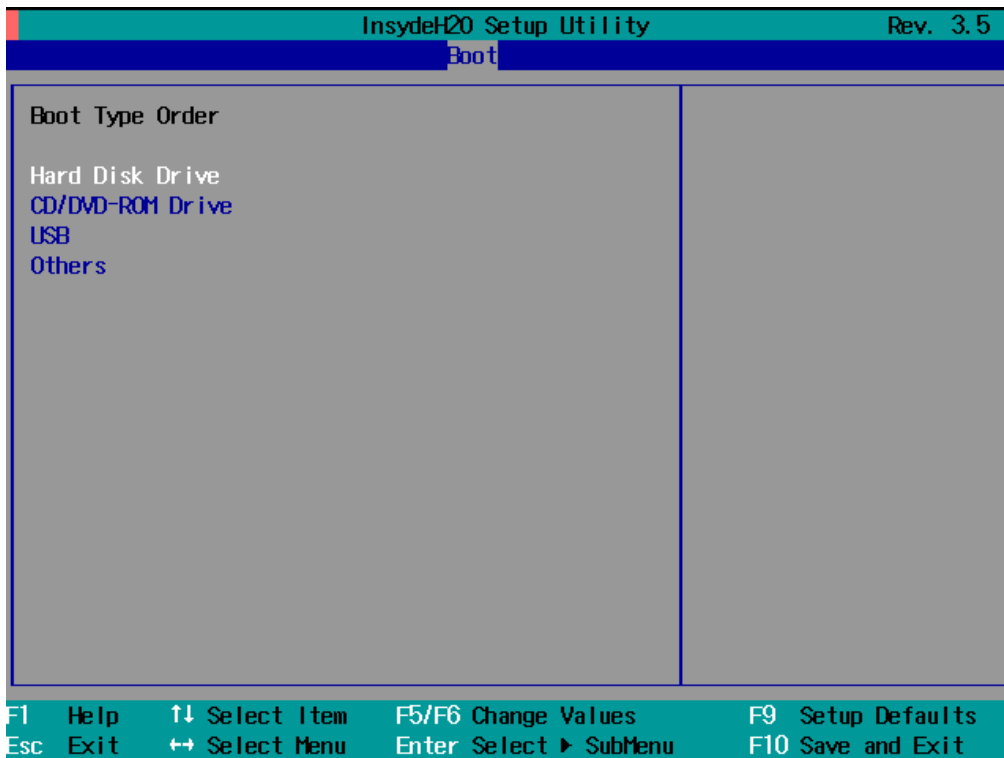 InsydeH20 Setup Utility Rev. 3.5
Boot
Boot Type Order
Hard Disk Drive
CD/DVD-ROM Drive
USB
Others
F1 Help ↑↓ Select Item F5/F6 Change Values F9 Setup Defaults
Esc Exit ↔ Select Menu Enter Select ▶ SubMenu F10 Save and Exit